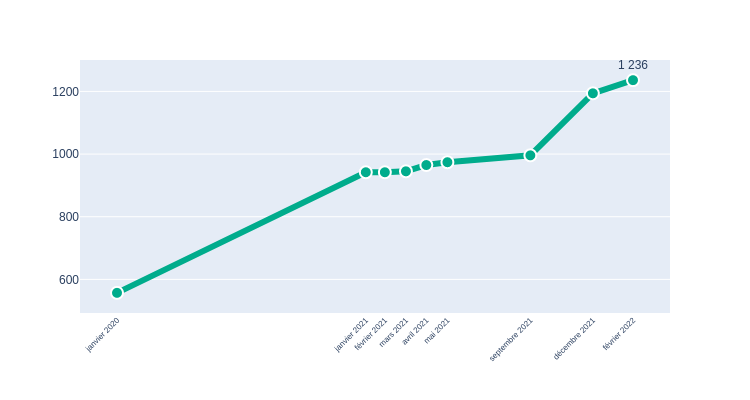 1 236
1200
1000
800
600
janvier 2020
janvier 2021
février 2021
mars 2021
avril 2021
mai 2021
septembre 2021
décembre 2021
février 2022